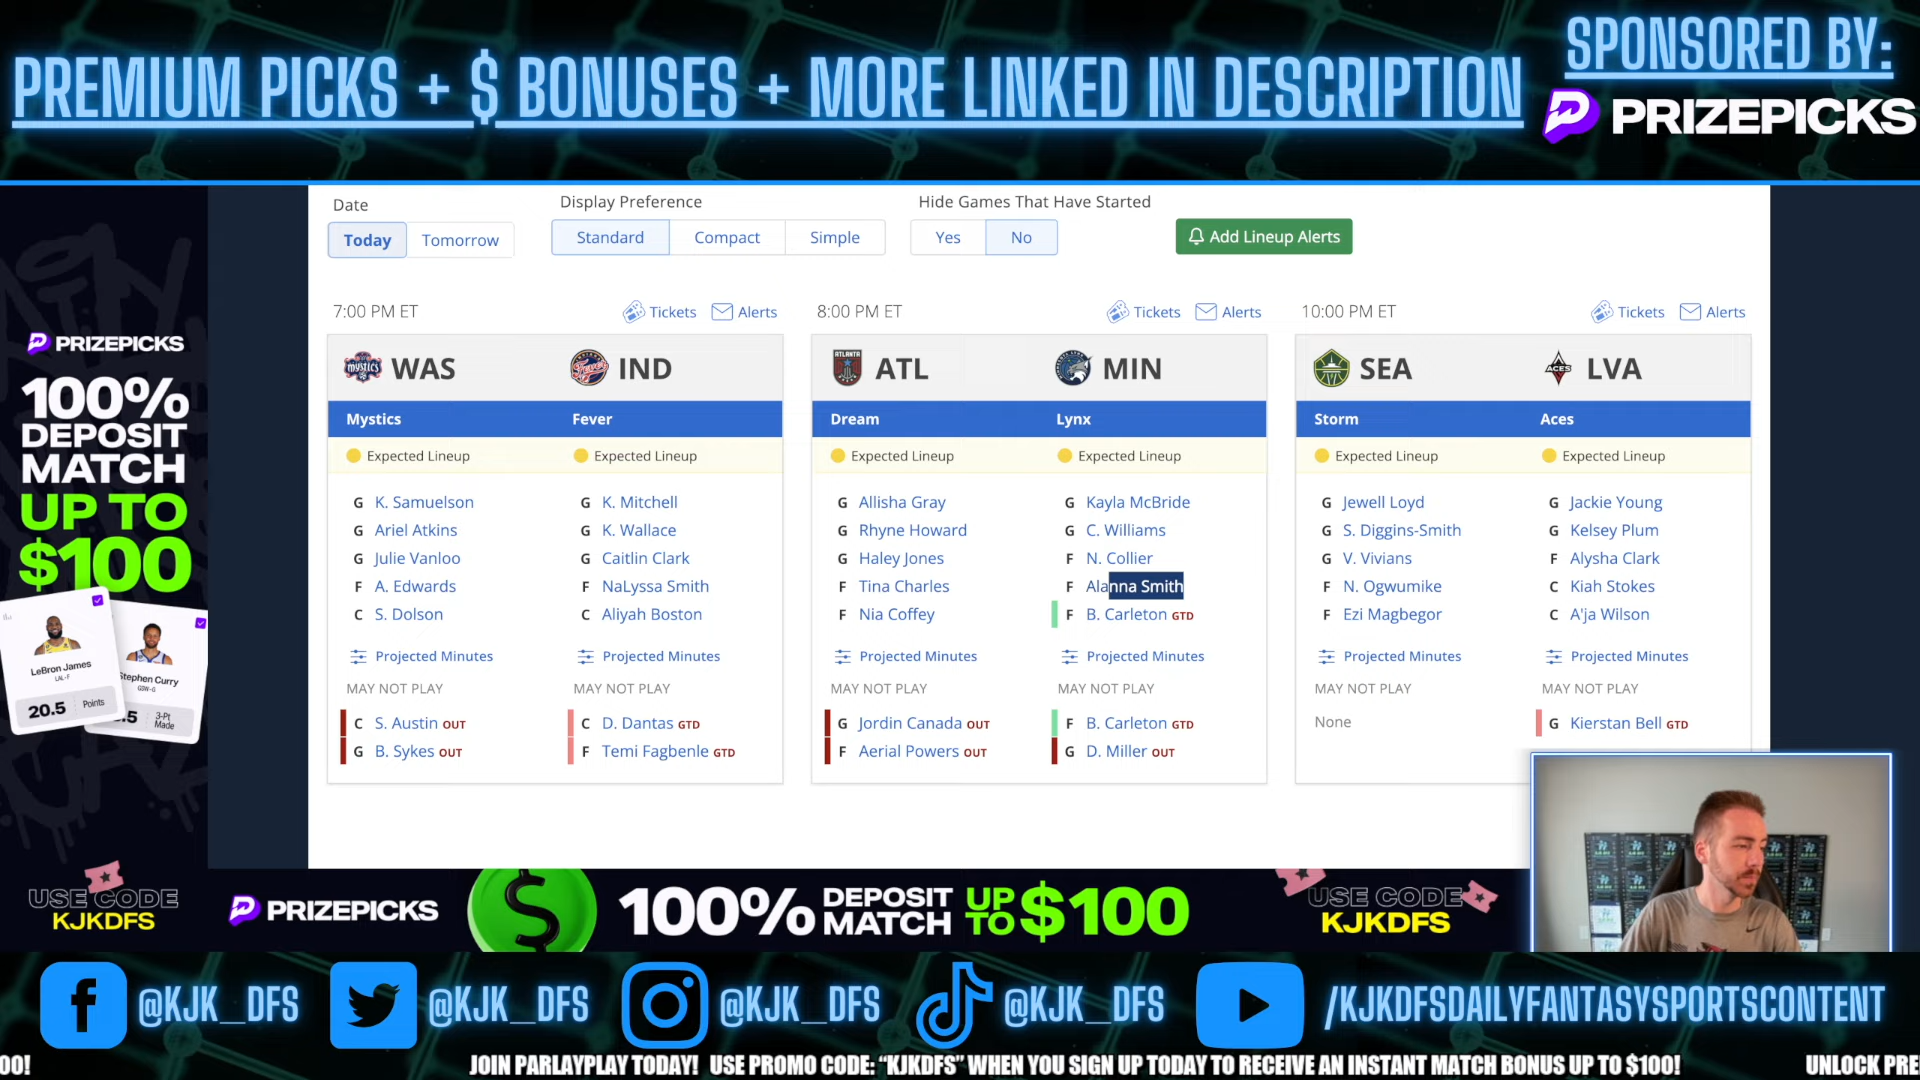 PREMIUM PICKS + $ BONUSES + MORE LINKED IN DESCRIPTION
SPONSORED BY:
PRIZEPICKS
Date
Today
Tomorrow
Display Preference
Standard
Compact
Simple
Hide Games That Have Started
Yes
No
Add Lineup Alerts
7:00 PM ET
Tickets
Alerts
WAS
IND
Mystics
Fever
Expected Lineup
Expected Lineup
G K. Samuelson
G Ariel Atkins
G Julie Vanloo
F A. Edwards
C S. Dolson
Projected Minutes
MAY NOT PLAY
C S. Austin OUT
G B. Sykes OUT
G K. Mitchell
G K. Wallace
G Caitlin Clark
F NaLyssa Smith
C Aliyah Boston
Projected Minutes
MAY NOT PLAY
C D. Dantas GTD
F Temi Fagbenle GTD
8:00 PM ET
Tickets
Alerts
ATL
MIN
Dream
Lynx
Expected Lineup
Expected Lineup
G Allisha Gray
G Rhyne Howard
G Haley Jones
F Tina Charles
F Nia Coffey
Projected Minutes
MAY NOT PLAY
G Jordin Canada OUT
F Aerial Powers OUT
G Kayla McBride
G C. Williams
F N. Collier
F Alanna Smith
F B. Carleton GTD
Projected Minutes
MAY NOT PLAY
F B. Carleton GTD
G D. Miller OUT
10:00 PM ET
Tickets
Alerts
SEA
LVA
Storm
Aces
Expected Lineup
Expected Lineup
G Jewell Loyd
G S. Diggins-Smith
G V. Vivians
F N. Ogwumike
F Ezi Magbegor
Projected Minutes
MAY NOT PLAY
None
G Jackie Young
G Kelsey Plum
F Alysha Clark
C Kiah Stokes
C A'ja Wilson
Projected Minutes
MAY NOT PLAY
G Kierstan Bell GTD
PRIZEPICKS
100%
DEPOSIT
MATCH
UP TO
$100
LeBron James
LAL-F
20.5 Points
Stephen Curry
GSW-G
.5 3-Pt Made
USE CODE
KJKDFS
PRIZEPICKS
100% DEPOSIT MATCH UP TO $100
USE CODE
KJKDFS
@KJK_DFS
@KJK_DFS
@KJK_DFS
@KJK_DFS
/KJKDFSDAILYFANTASYSPORTSCONTENT
00! JOIN PARLAYPLAY TODAY! USE PROMO CODE: "KJKDFS" WHEN YOU SIGN UP TODAY TO RECEIVE AN INSTANT MATCH BONUS UP TO $100! UNLOCK PRE